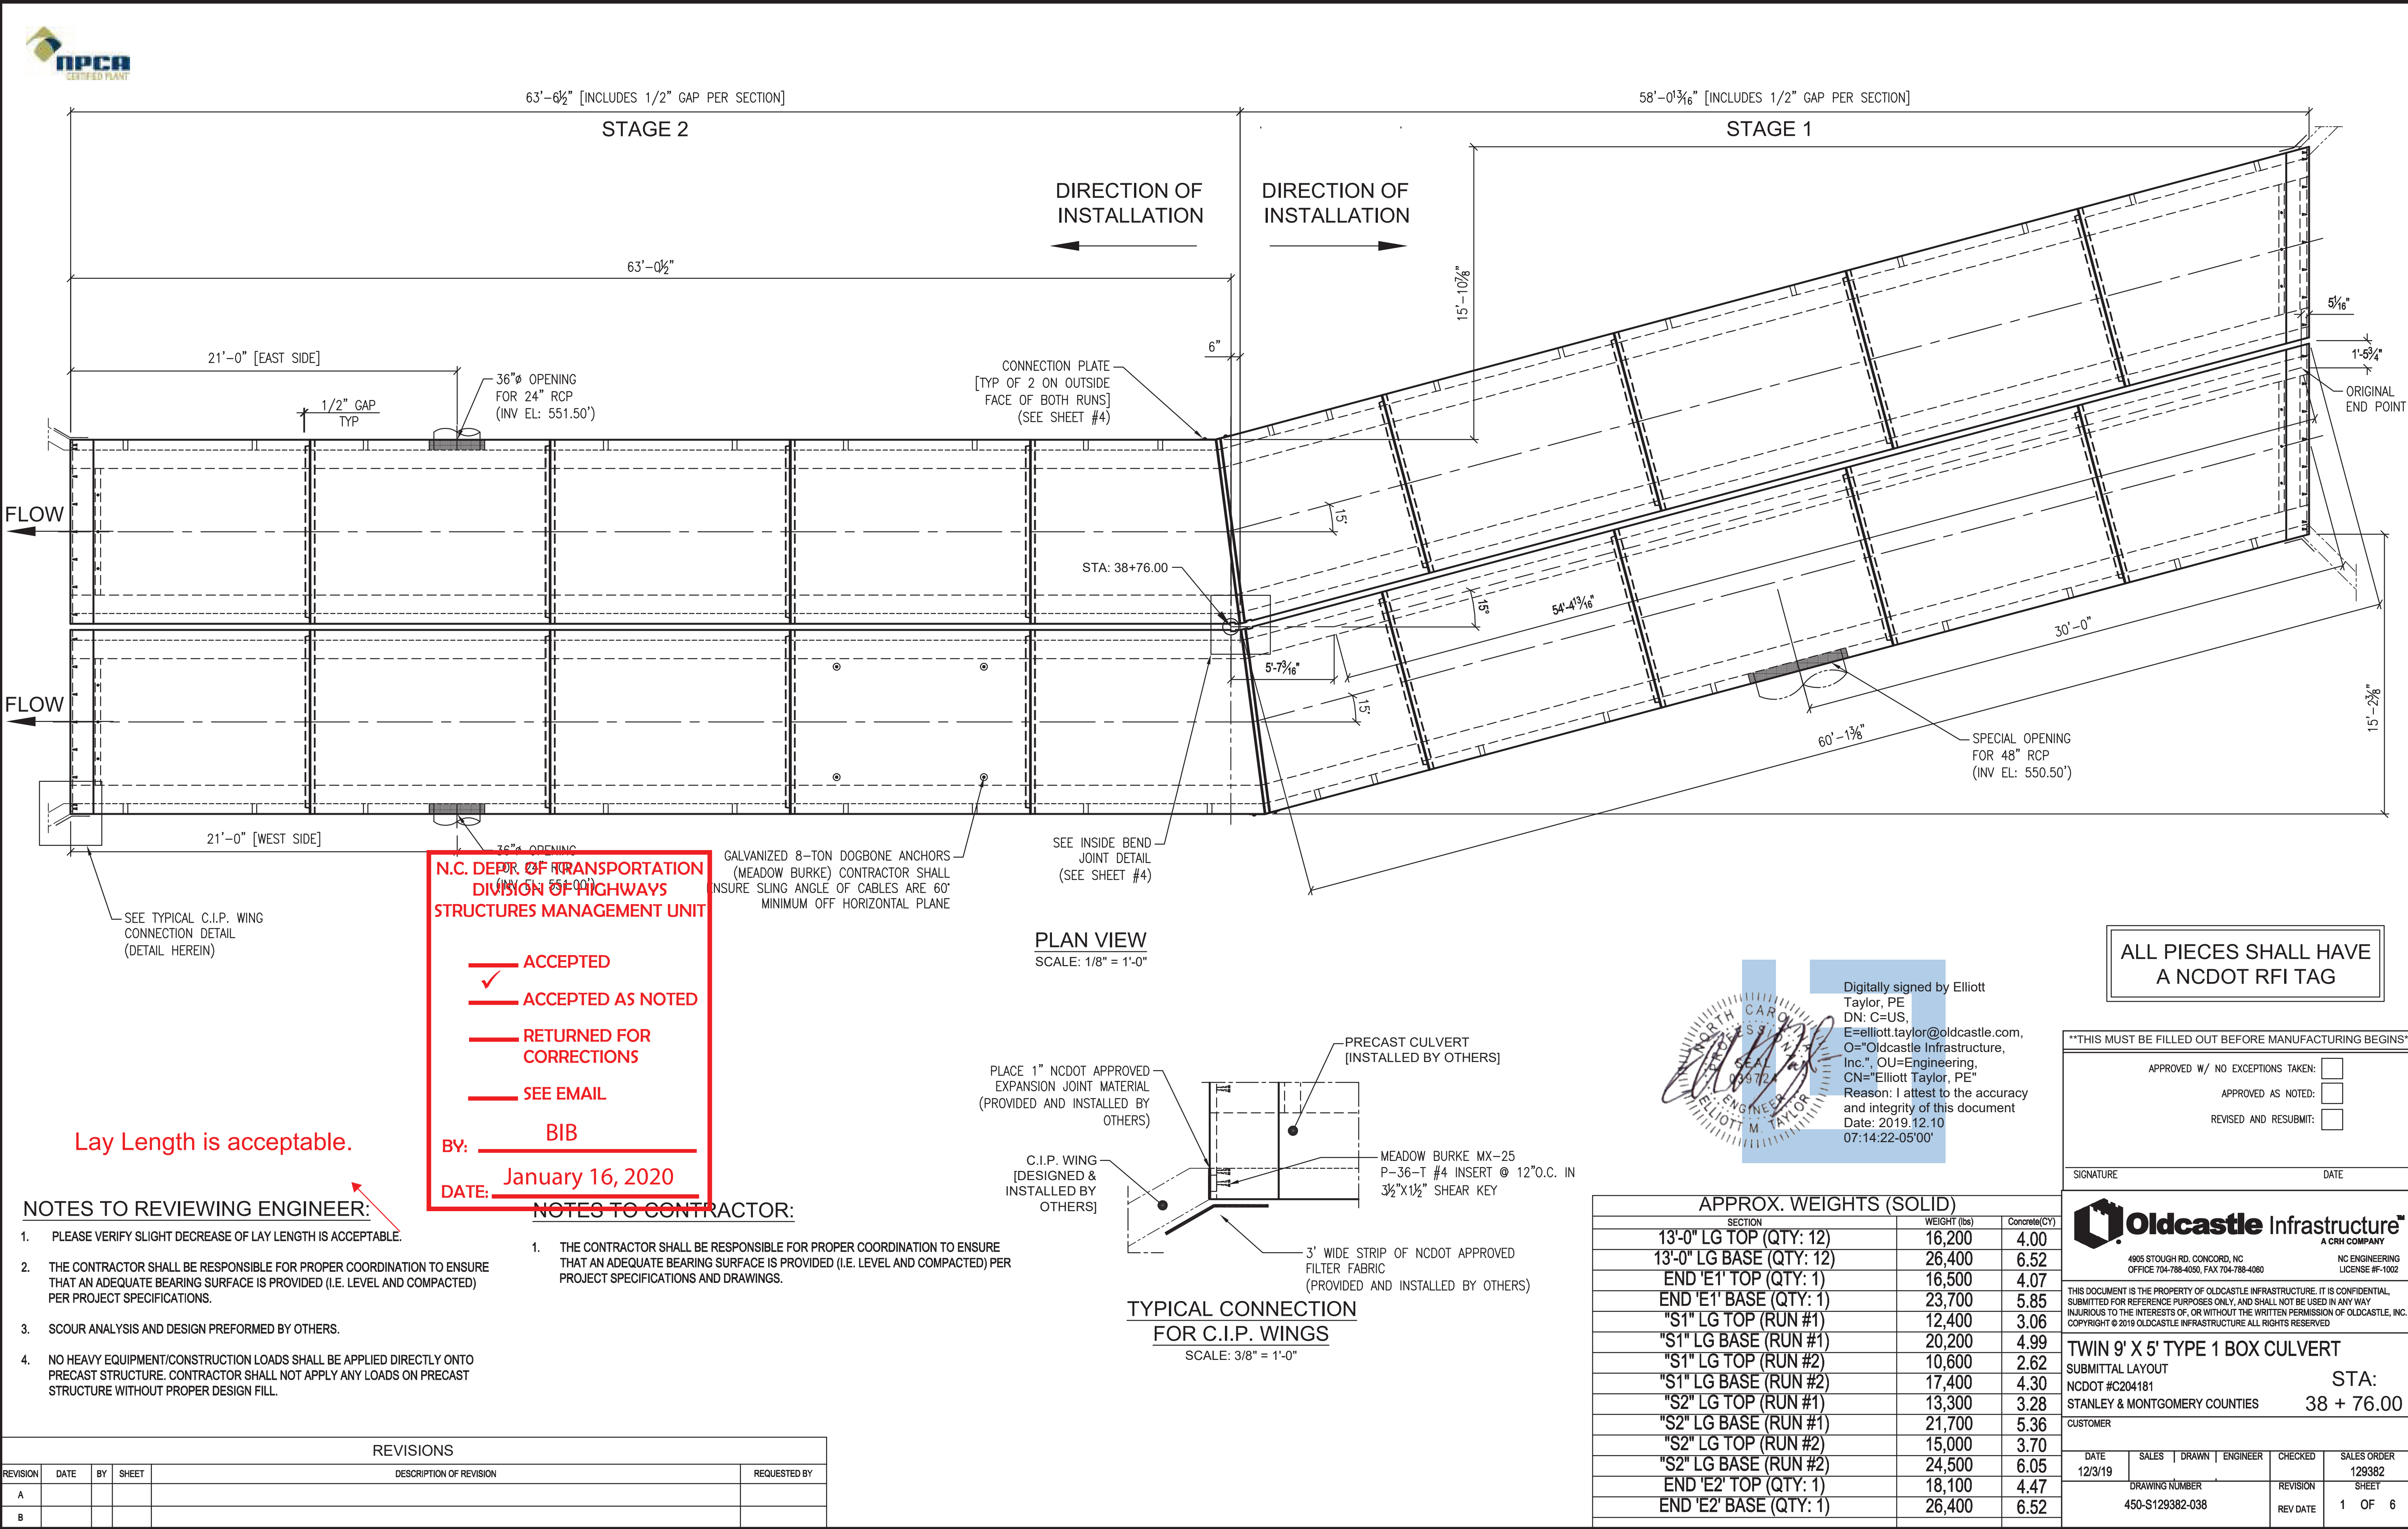 NPCA
CERTIFIED PLANT
63'-6½" [INCLUDES 1/2" GAP PER SECTION]
58'-0¹³⁄₁₆" [INCLUDES 1/2" GAP PER SECTION]
STAGE 2
STAGE 1
DIRECTION OF
INSTALLATION
DIRECTION OF
INSTALLATION
63'-0½"
15'-10⅞"
5¹⁄₁₆"
6"
1'-5¾"
ORIGINAL
END POINT
21'-0" [EAST SIDE]
36"ø OPENING
FOR 24" RCP
(INV EL: 551.50')
1/2" GAP
TYP
CONNECTION PLATE
[TYP OF 2 ON OUTSIDE
FACE OF BOTH RUNS]
(SEE SHEET #4)
FLOW
15°
STA: 38+76.00
15°
54'-4¹³⁄₁₆"
30'-0"
5'-7³⁄₁₆"
FLOW
15°
60'-1⅜"
15'-2⅜"
SPECIAL OPENING
FOR 48" RCP
(INV EL: 550.50')
21'-0" [WEST SIDE]
36"ø OPENING
FOR 24" RCP
(INV EL: 551.00')
GALVANIZED 8-TON DOGBONE ANCHORS
(MEADOW BURKE) CONTRACTOR SHALL
ENSURE SLING ANGLE OF CABLES ARE 60°
MINIMUM OFF HORIZONTAL PLANE
SEE INSIDE BEND
JOINT DETAIL
(SEE SHEET #4)
SEE TYPICAL C.I.P. WING
CONNECTION DETAIL
(DETAIL HEREIN)
N.C. DEPT. OF TRANSPORTATION
DIVISION OF HIGHWAYS
STRUCTURES MANAGEMENT UNIT
ACCEPTED
✓ ACCEPTED AS NOTED
RETURNED FOR
CORRECTIONS
SEE EMAIL
BY: BIB
DATE: January 16, 2020
PLAN VIEW
SCALE: 1/8" = 1'-0"
ALL PIECES SHALL HAVE
A NCDOT RFI TAG
NORTH CAROLINA
PROFESSIONAL
SEAL
039724
ENGINEER
ELLIOTT M. TAYLOR
Digitally signed by Elliott
Taylor, PE
DN: C=US,
E=elliott.taylor@oldcastle.com,
O="Oldcastle Infrastructure,
Inc.", OU=Engineering,
CN="Elliott Taylor, PE"
Reason: I attest to the accuracy
and integrity of this document
Date: 2019.12.10
07:14:22-05'00'
**THIS MUST BE FILLED OUT BEFORE MANUFACTURING BEGINS*
APPROVED W/ NO EXCEPTIONS TAKEN:
APPROVED AS NOTED:
REVISED AND RESUBMIT:
SIGNATURE DATE
PRECAST CULVERT
[INSTALLED BY OTHERS]
PLACE 1" NCDOT APPROVED
EXPANSION JOINT MATERIAL
(PROVIDED AND INSTALLED BY
OTHERS)
C.I.P. WING
[DESIGNED &
INSTALLED BY
OTHERS]
MEADOW BURKE MX-25
P-36-T #4 INSERT @ 12"O.C. IN
3½"X1½" SHEAR KEY
3' WIDE STRIP OF NCDOT APPROVED
FILTER FABRIC
(PROVIDED AND INSTALLED BY OTHERS)
TYPICAL CONNECTION
FOR C.I.P. WINGS
SCALE: 3/8" = 1'-0"
Lay Length is acceptable.
NOTES TO REVIEWING ENGINEER:
1. PLEASE VERIFY SLIGHT DECREASE OF LAY LENGTH IS ACCEPTABLE.
2. THE CONTRACTOR SHALL BE RESPONSIBLE FOR PROPER COORDINATION TO ENSURE
THAT AN ADEQUATE BEARING SURFACE IS PROVIDED (I.E. LEVEL AND COMPACTED)
PER PROJECT SPECIFICATIONS.
3. SCOUR ANALYSIS AND DESIGN PREFORMED BY OTHERS.
4. NO HEAVY EQUIPMENT/CONSTRUCTION LOADS SHALL BE APPLIED DIRECTLY ONTO
PRECAST STRUCTURE. CONTRACTOR SHALL NOT APPLY ANY LOADS ON PRECAST
STRUCTURE WITHOUT PROPER DESIGN FILL.
NOTES TO CONTRACTOR:
1. THE CONTRACTOR SHALL BE RESPONSIBLE FOR PROPER COORDINATION TO ENSURE
THAT AN ADEQUATE BEARING SURFACE IS PROVIDED (I.E. LEVEL AND COMPACTED) PER
PROJECT SPECIFICATIONS AND DRAWINGS.
APPROX. WEIGHTS (SOLID)
SECTION WEIGHT (lbs) Concrete(CY)
13'-0" LG TOP (QTY: 12) 16,200 4.00
13'-0" LG BASE (QTY: 12) 26,400 6.52
END 'E1' TOP (QTY: 1) 16,500 4.07
END 'E1' BASE (QTY: 1) 23,700 5.85
"S1" LG TOP (RUN #1) 12,400 3.06
"S1" LG BASE (RUN #1) 20,200 4.99
"S1" LG TOP (RUN #2) 10,600 2.62
"S1" LG BASE (RUN #2) 17,400 4.30
"S2" LG TOP (RUN #1) 13,300 3.28
"S2" LG BASE (RUN #1) 21,700 5.36
"S2" LG TOP (RUN #2) 15,000 3.70
"S2" LG BASE (RUN #2) 24,500 6.05
END 'E2' TOP (QTY: 1) 18,100 4.47
END 'E2' BASE (QTY: 1) 26,400 6.52
Oldcastle Infrastructure™
A CRH COMPANY
4905 STOUGH RD. CONCORD, NC
OFFICE 704-788-4050, FAX 704-788-4060
NC ENGINEERING
LICENSE #F-1002
THIS DOCUMENT IS THE PROPERTY OF OLDCASTLE INFRASTRUCTURE. IT IS CONFIDENTIAL,
SUBMITTED FOR REFERENCE PURPOSES ONLY, AND SHALL NOT BE USED IN ANY WAY
INJURIOUS TO THE INTERESTS OF, OR WITHOUT THE WRITTEN PERMISSION OF OLDCASTLE, INC.
COPYRIGHT © 2019 OLDCASTLE INFRASTRUCTURE ALL RIGHTS RESERVED
TWIN 9' X 5' TYPE 1 BOX CULVERT
SUBMITTAL LAYOUT
NCDOT #C204181
STANLEY & MONTGOMERY COUNTIES
STA:
38 + 76.00
CUSTOMER
DATE SALES DRAWN ENGINEER CHECKED SALES ORDER
12/3/19 129382
DRAWING NUMBER REVISION SHEET
450-S129382-038 REV DATE 1 OF 6
REVISIONS
REVISION DATE BY SHEET DESCRIPTION OF REVISION REQUESTED BY
A
B